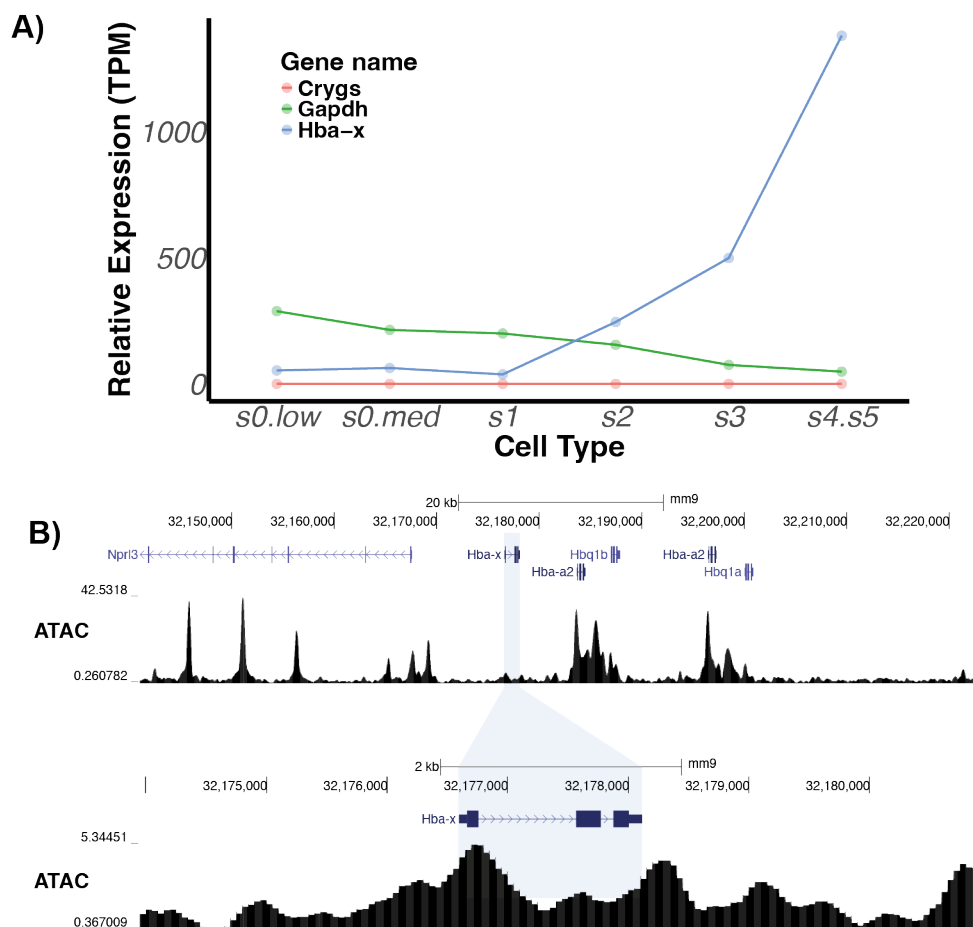 A)
Relative Expression (TPM)
1000
500
0
Gene name
Crygs
Gapdh
Hba−x
s0.low s0.med s1 s2 s3 s4.s5
Cell Type
B)
20 kb mm9
32,150,000 32,160,000 32,170,000 32,180,000 32,190,000 32,200,000 32,210,000 32,220,000
Nprl3 Hba-x Hbq1b Hba-a2
Hba-a2 Hbq1a
42.5318
ATAC
0.260782
2 kb mm9
32,175,000 32,176,000 32,177,000 32,178,000 32,179,000 32,180,000
Hba-x
5.34451
ATAC
0.367009